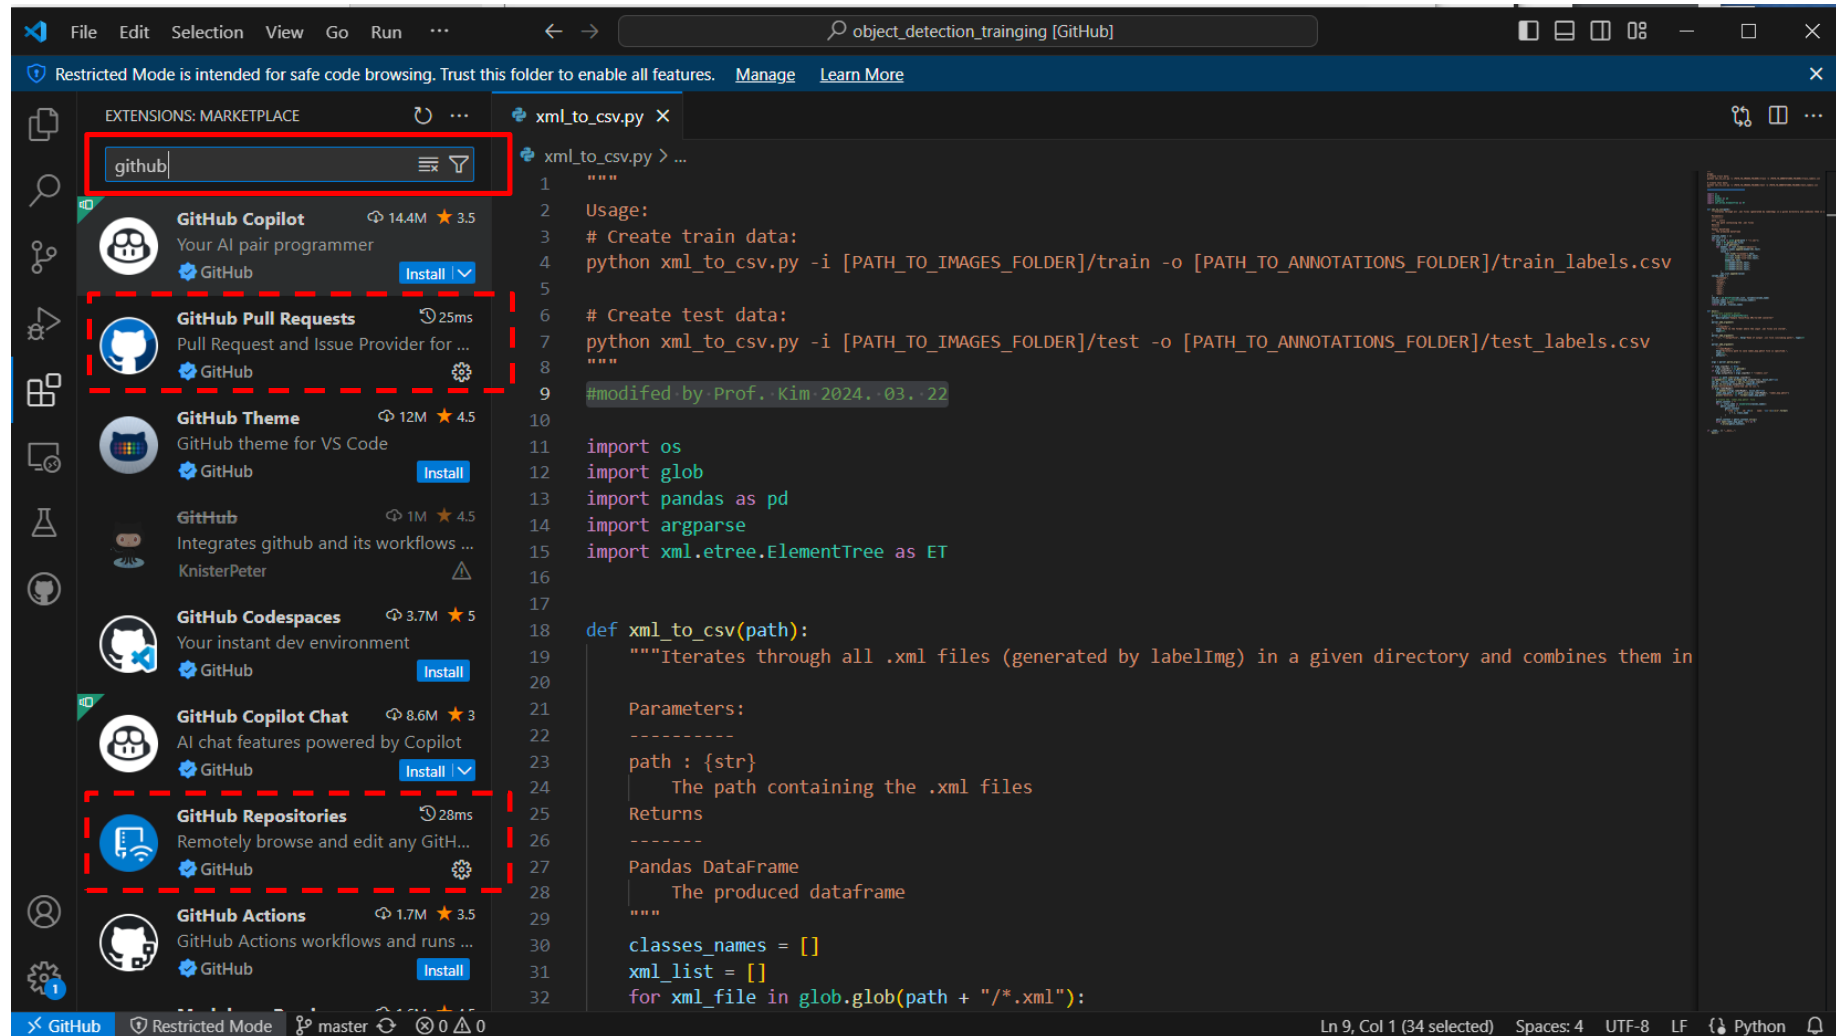 File Edit Selection View Go Run ···
object_detection_trainging [GitHub]
Restricted Mode is intended for safe code browsing. Trust this folder to enable all features. Manage Learn More
EXTENSIONS: MARKETPLACE
github
GitHub Copilot 14.4M 3.5
Your AI pair programmer
GitHub Install
GitHub Pull Requests 25ms
Pull Request and Issue Provider for ...
GitHub
GitHub Theme 12M 4.5
GitHub theme for VS Code
GitHub Install
GitHub 1M 4.5
Integrates github and its workflows ...
KnisterPeter
GitHub Codespaces 3.7M 5
Your instant dev environment
GitHub Install
GitHub Copilot Chat 8.6M 3
AI chat features powered by Copilot
GitHub Install
GitHub Repositories 28ms
Remotely browse and edit any GitH...
GitHub
GitHub Actions 1.7M 3.5
GitHub Actions workflows and runs ...
GitHub Install
1
xml_to_csv.py
xml_to_csv.py > ...
1 """
2 Usage:
3 # Create train data:
4 python xml_to_csv.py -i [PATH_TO_IMAGES_FOLDER]/train -o [PATH_TO_ANNOTATIONS_FOLDER]/train_labels.csv
5
6 # Create test data:
7 python xml_to_csv.py -i [PATH_TO_IMAGES_FOLDER]/test -o [PATH_TO_ANNOTATIONS_FOLDER]/test_labels.csv
8 """
9 #modifed·by·Prof.·Kim·2024.·03.·22
10
11 import os
12 import glob
13 import pandas as pd
14 import argparse
15 import xml.etree.ElementTree as ET
16
17
18 def xml_to_csv(path):
19 """Iterates through all .xml files (generated by labelImg) in a given directory and combines them in
20
21 Parameters:
22 ----------
23 path : {str}
24 The path containing the .xml files
25 Returns
26 -------
27 Pandas DataFrame
28 The produced dataframe
29 """
30 classes_names = []
31 xml_list = []
32 for xml_file in glob.glob(path + "/*.xml"):
GitHub Restricted Mode master 0 0 Ln 9, Col 1 (34 selected) Spaces: 4 UTF-8 LF Python